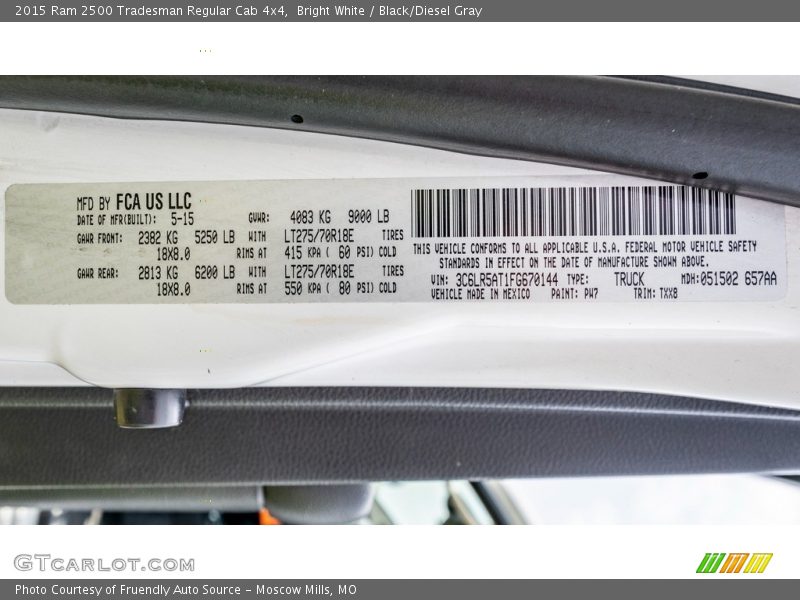 2015 Ram 2500 Tradesman Regular Cab 4x4,  Bright White / Black/Diesel Gray
MFD BY FCA US LLC
DATE OF MFR(BUILT): 5-15 GVWR: 4083 KG 9000 LB
GAWR FRONT: 2382 KG 5250 LB WITH LT275/70R18E TIRES
18X8.0 RIMS AT 415 KPA ( 60 PSI) COLD
GAWR REAR: 2813 KG 6200 LB WITH LT275/70R18E TIRES
18X8.0 RIMS AT 550 KPA ( 80 PSI) COLD
THIS VEHICLE CONFORMS TO ALL APPLICABLE U.S.A. FEDERAL MOTOR VEHICLE SAFETY
STANDARDS IN EFFECT ON THE DATE OF MANUFACTURE SHOWN ABOVE.
VIN: 3C6LR5AT1FG670144 TYPE: TRUCK MDH:051502 657AA
VEHICLE MADE IN MEXICO PAINT: PW7 TRIM: TXX8
GTCARLOT.COM
Photo Courtesy of Fruendly Auto Source – Moscow Mills, MO